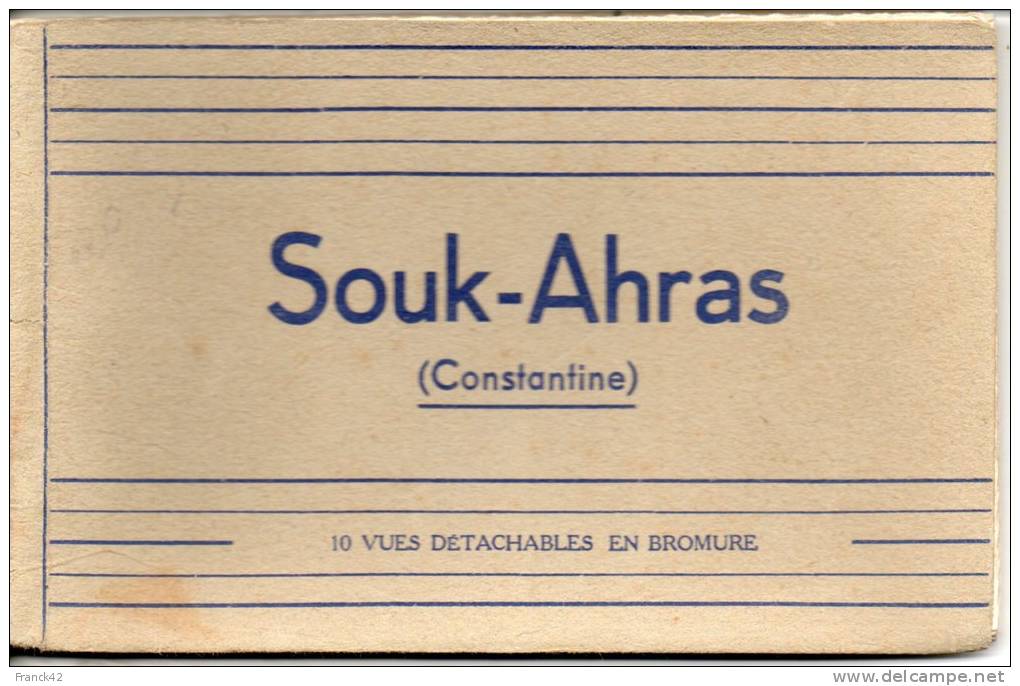 Souk-Ahras
(Constantine)
10 VUES DÉTACHABLES EN BROMURE
Franck42
www.delcampe.net